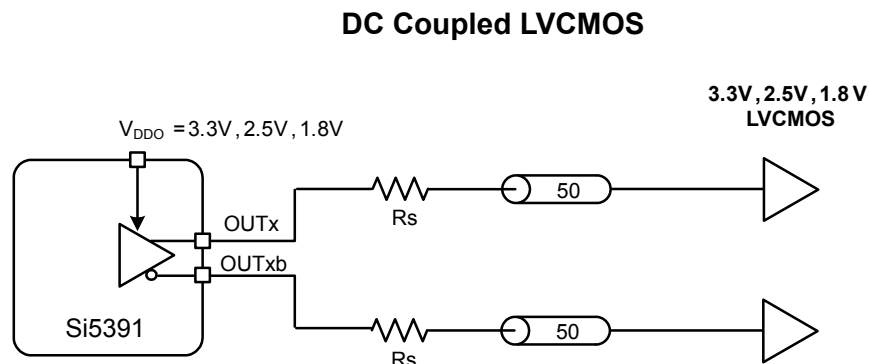 DC Coupled LVCMOS
3.3V, 2.5V, 1.8 V
LVCMOS
VDDO = 3.3V, 2.5V, 1.8V
50
Rs
OUTx
OUTxb
Si5391
50
Rs